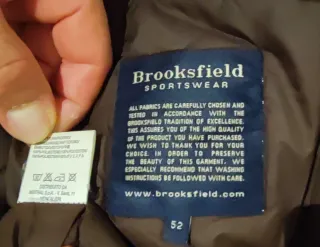 Brooksfield
SPORTSWEAR
ALL FABRICS ARE CAREFULLY CHOSEN AND
TESTED IN ACCORDANCE WITH THE
BROOKSFIELD TRADITION OF EXCELLENCE.
THIS ASSURES YOU OF THE HIGH QUALITY
OF THE PRODUCT YOU HAVE PURCHASED.
WE WISH TO THANK YOU FOR YOUR
CHOICE. IN ORDER TO PRESERVE
THE BEAUTY OF THIS GARMENT. WE
ESPECIALLY RECOMMEND THAT WASHING
INSTRUCTIONS BE FOLLOWED WITH CARE.
www.brooksfield.com
52